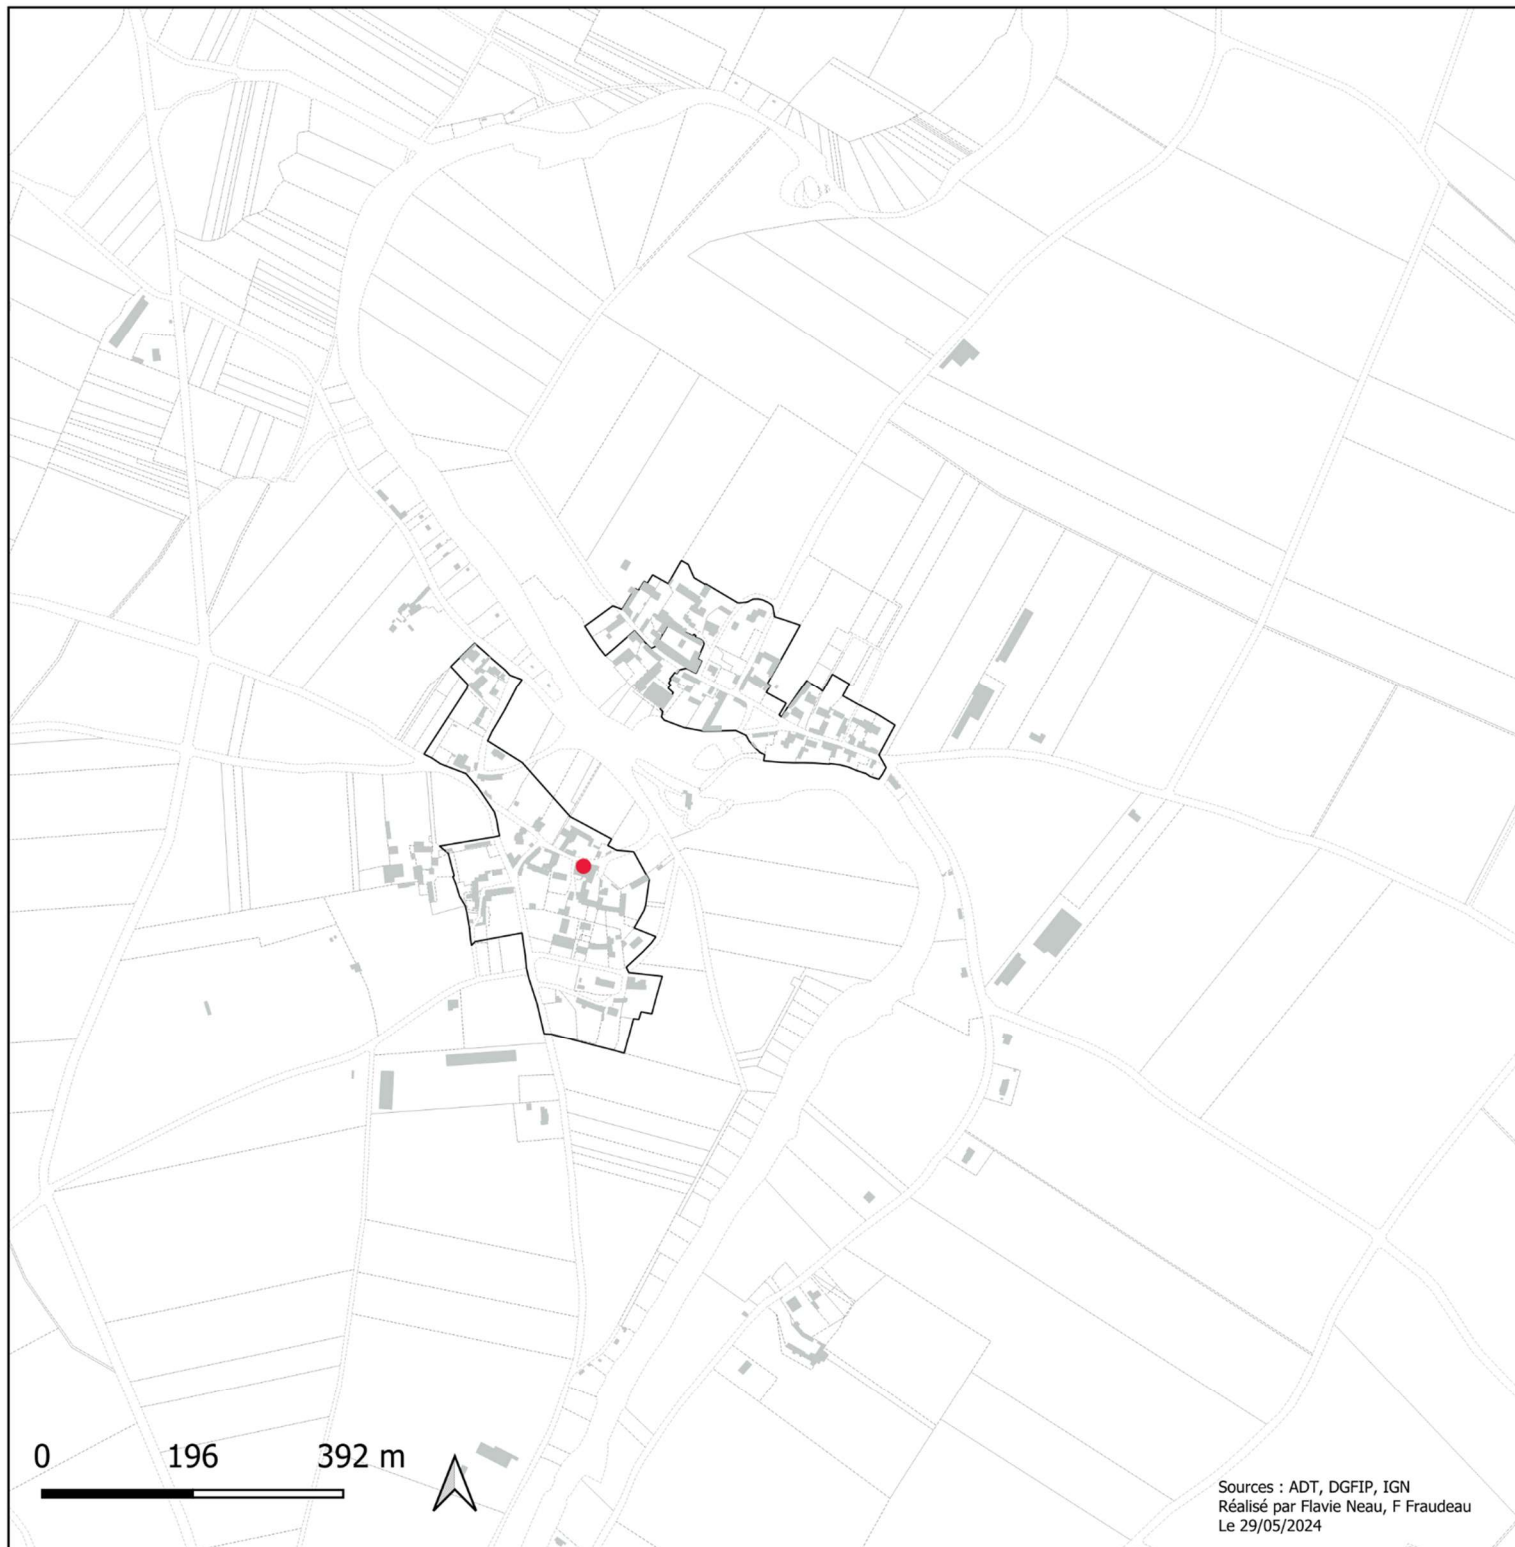 0 196 392 m
Sources : ADT, DGFIP, IGN
Réalisé par Flavie Neau, F Fraudeau
Le 29/05/2024